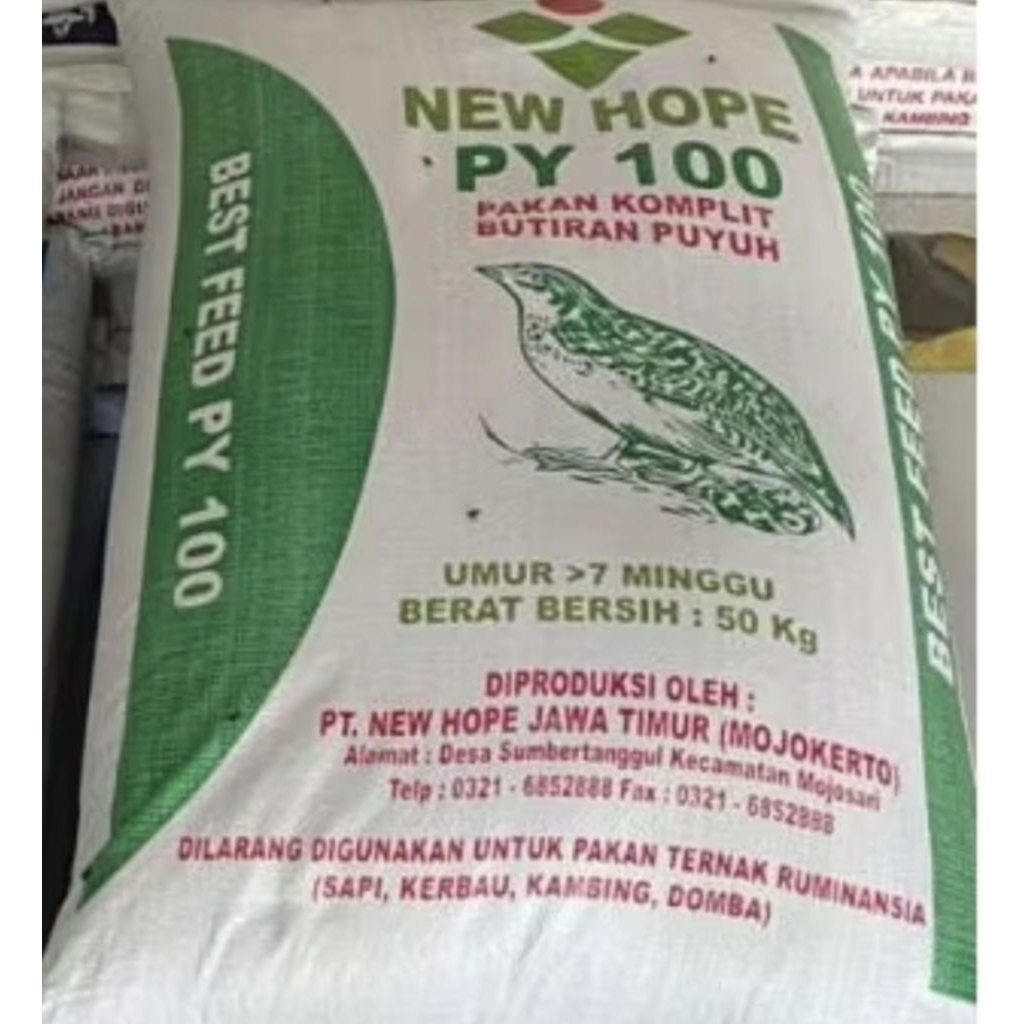 NEW HOPE
PY 100
PAKAN KOMPLIT
BUTIRAN PUYUH
BEST FEED PY 100
BEST FEED PY 100
UMUR >7 MINGGU
BERAT BERSIH : 50 Kg
DIPRODUKSI OLEH :
PT. NEW HOPE JAWA TIMUR (MOJOKERTO)
Alamat : Desa Sumbertanggul Kecamatan Mojosari
Telp : 0321 - 6852888 Fax : 0321 - 6852888
DILARANG DIGUNAKAN UNTUK PAKAN TERNAK RUMINANSIA
(SAPI, KERBAU, KAMBING, DOMBA)
A APABILA B
UNTUK PAKA
KAMBING
JANGAN D